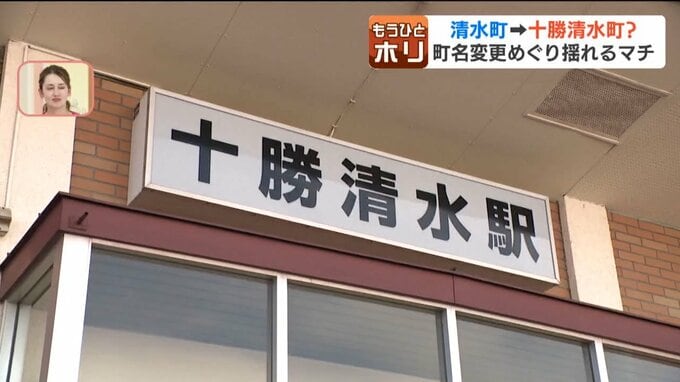 もうひと
ホリ
清水町➡十勝清水町?
町名変更めぐり揺れるマチ
十勝清水駅